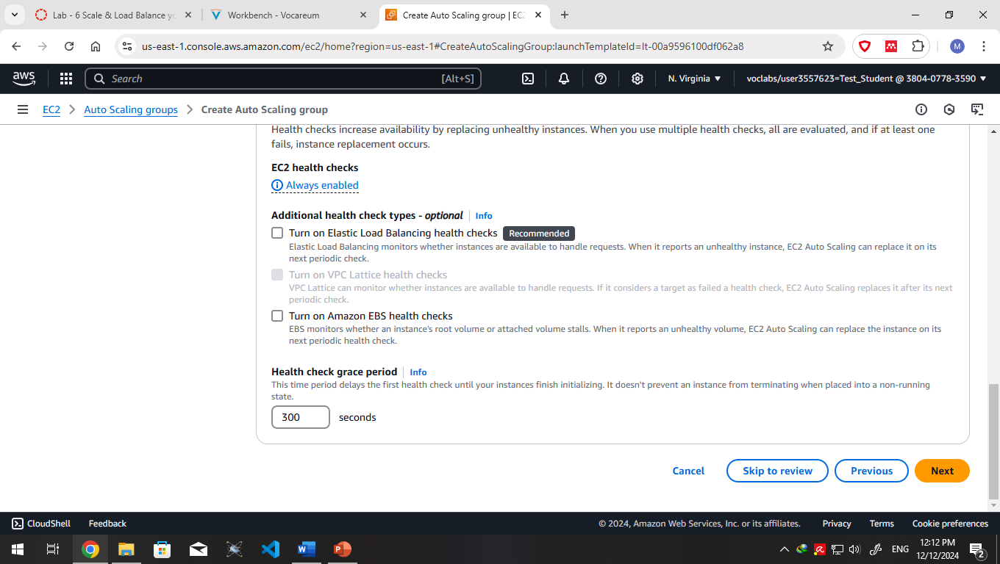 Lab - 6 Scale & Load Balance yo
Workbench - Vocareum
Create Auto Scaling group | EC2
us-east-1.console.aws.amazon.com/ec2/home?region=us-east-1#CreateAutoScalingGroup:launchTemplateId=lt-00a9596100df062a8
M
aws
Search
[Alt+S]
N. Virginia
voclabs/user3557623=Test_Student @ 3804-0778-3590
EC2
Auto Scaling groups
Create Auto Scaling group
Health checks increase availability by replacing unhealthy instances. When you use multiple health checks, all are evaluated, and if at least one
fails, instance replacement occurs.
EC2 health checks
Always enabled
Additional health check types - optional
Info
Turn on Elastic Load Balancing health checks
Recommended
Elastic Load Balancing monitors whether instances are available to handle requests. When it reports an unhealthy instance, EC2 Auto Scaling can replace it on its
next periodic check.
Turn on VPC Lattice health checks
VPC Lattice can monitor whether instances are available to handle requests. If it considers a target as failed a health check, EC2 Auto Scaling replaces it after its next
periodic check.
Turn on Amazon EBS health checks
EBS monitors whether an instance's root volume or attached volume stalls. When it reports an unhealthy volume, EC2 Auto Scaling can replace the instance on its
next periodic health check.
Health check grace period
Info
This time period delays the first health check until your instances finish initializing. It doesn't prevent an instance from terminating when placed into a non-running
state.
300
seconds
Cancel
Skip to review
Previous
Next
CloudShell
Feedback
© 2024, Amazon Web Services, Inc. or its affiliates.
Privacy
Terms
Cookie preferences
ENG
12:12 PM
12/12/2024
2